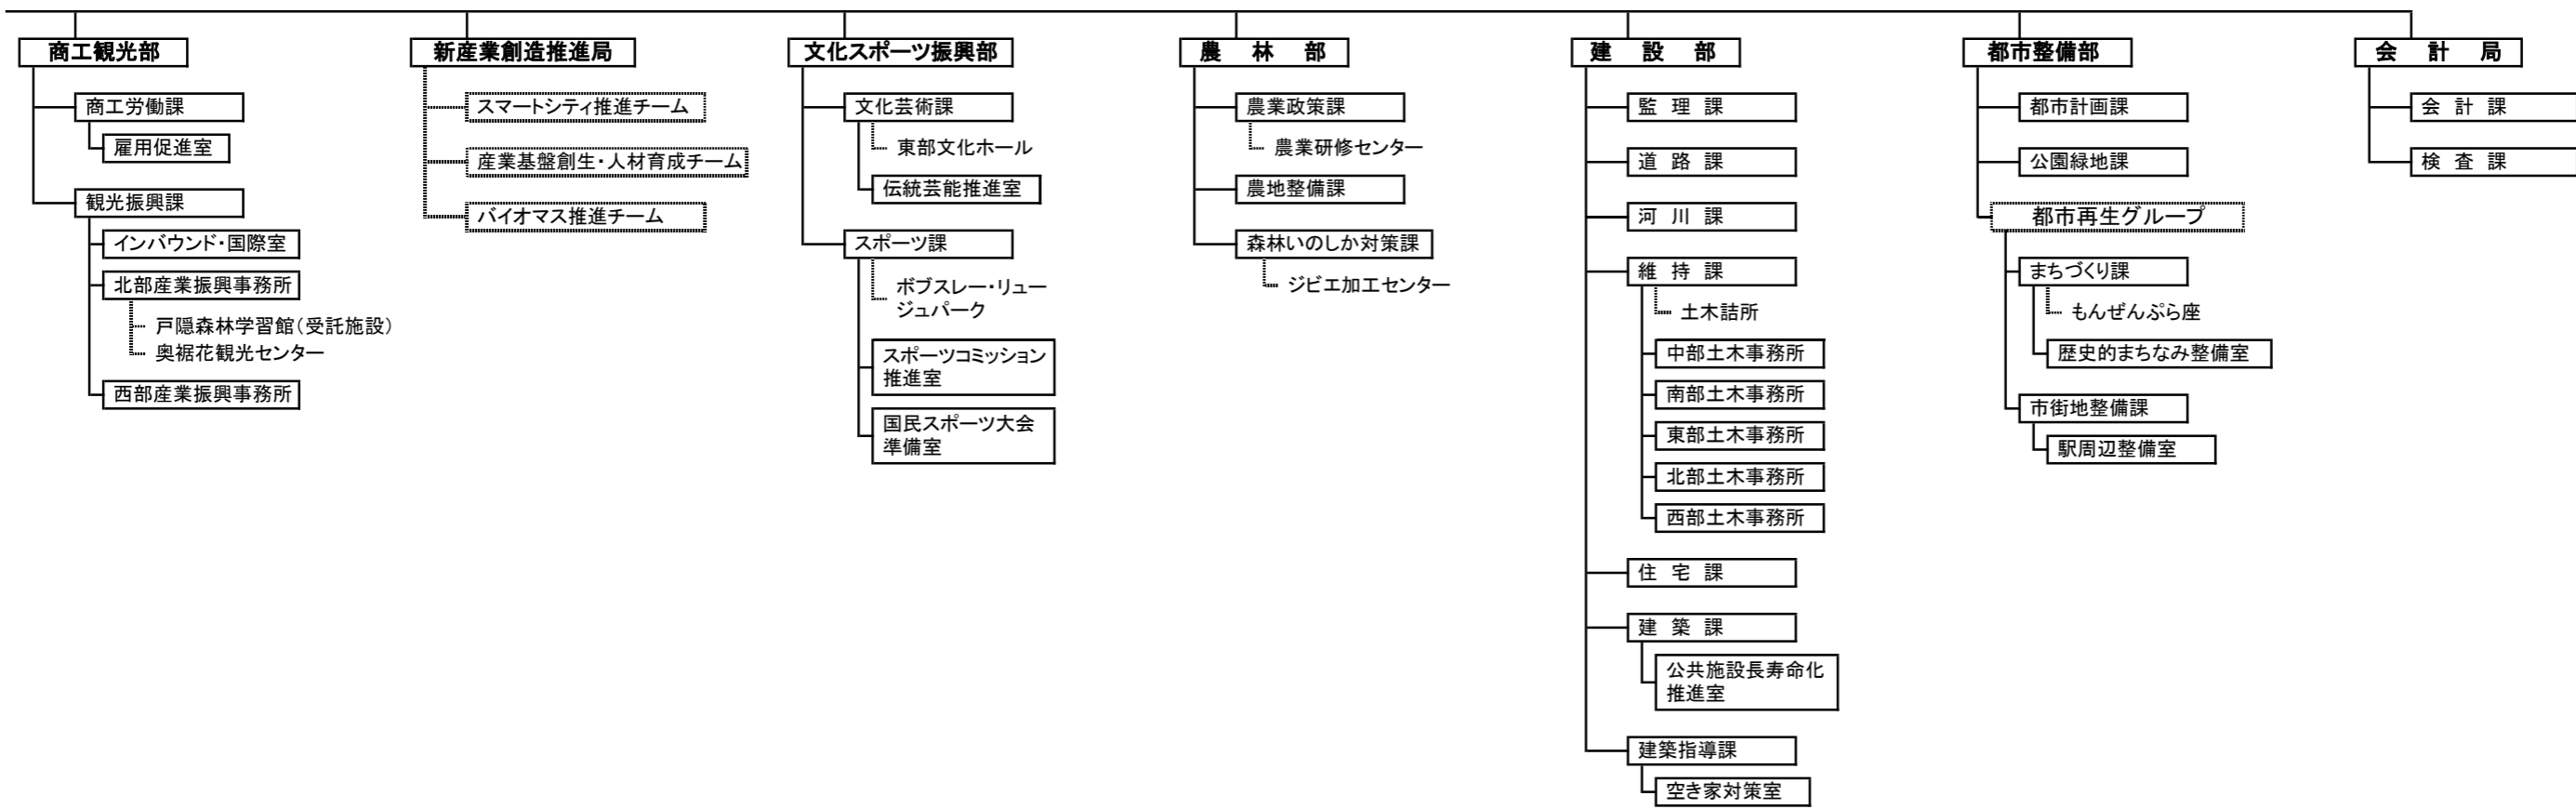 商工観光部
商工労働課
雇用促進室
観光振興課
インバウンド・国際室
北部産業振興事務所
戸隠森林学習館（受託施設）
奥裾花観光センター
西部産業振興事務所
新産業創造推進局
スマートシティ推進チーム
産業基盤創生・人材育成チーム
バイオマス推進チーム
文化スポーツ振興部
文化芸術課
東部文化ホール
伝統芸能推進室
スポーツ課
ボブスレー・リュー
ジュパーク
スポーツコミッション
推進室
国民スポーツ大会
準備室
農　林　部
農業政策課
農業研修センター
農地整備課
森林いのしか対策課
ジビエ加工センター
建　設　部
監　理　課
道　路　課
河　川　課
維　持　課
土木詰所
中部土木事務所
南部土木事務所
東部土木事務所
北部土木事務所
西部土木事務所
住　宅　課
建　築　課
公共施設長寿命化
推進室
建築指導課
空き家対策室
都市整備部
都市計画課
公園緑地課
都市再生グループ
まちづくり課
もんぜんぷら座
歴史的まちなみ整備室
市街地整備課
駅周辺整備室
会　計　局
会　計　課
検　査　課